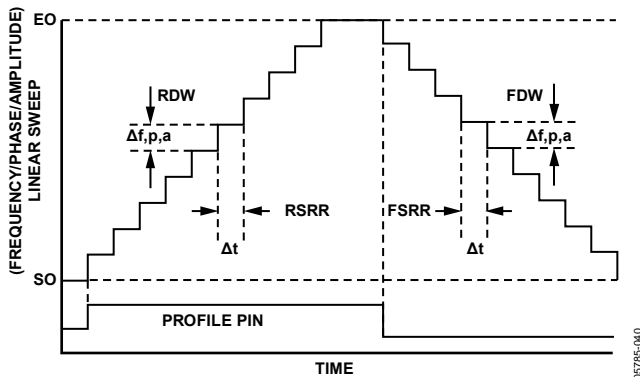 (FREQUENCY/PHASE/AMPLITUDE)
LINEAR SWEEP
EO
SO
RDW
Δf,p,a
RSRR
Δt
FDW
Δf,p,a
FSRR
Δt
PROFILE PIN
TIME
05785-040